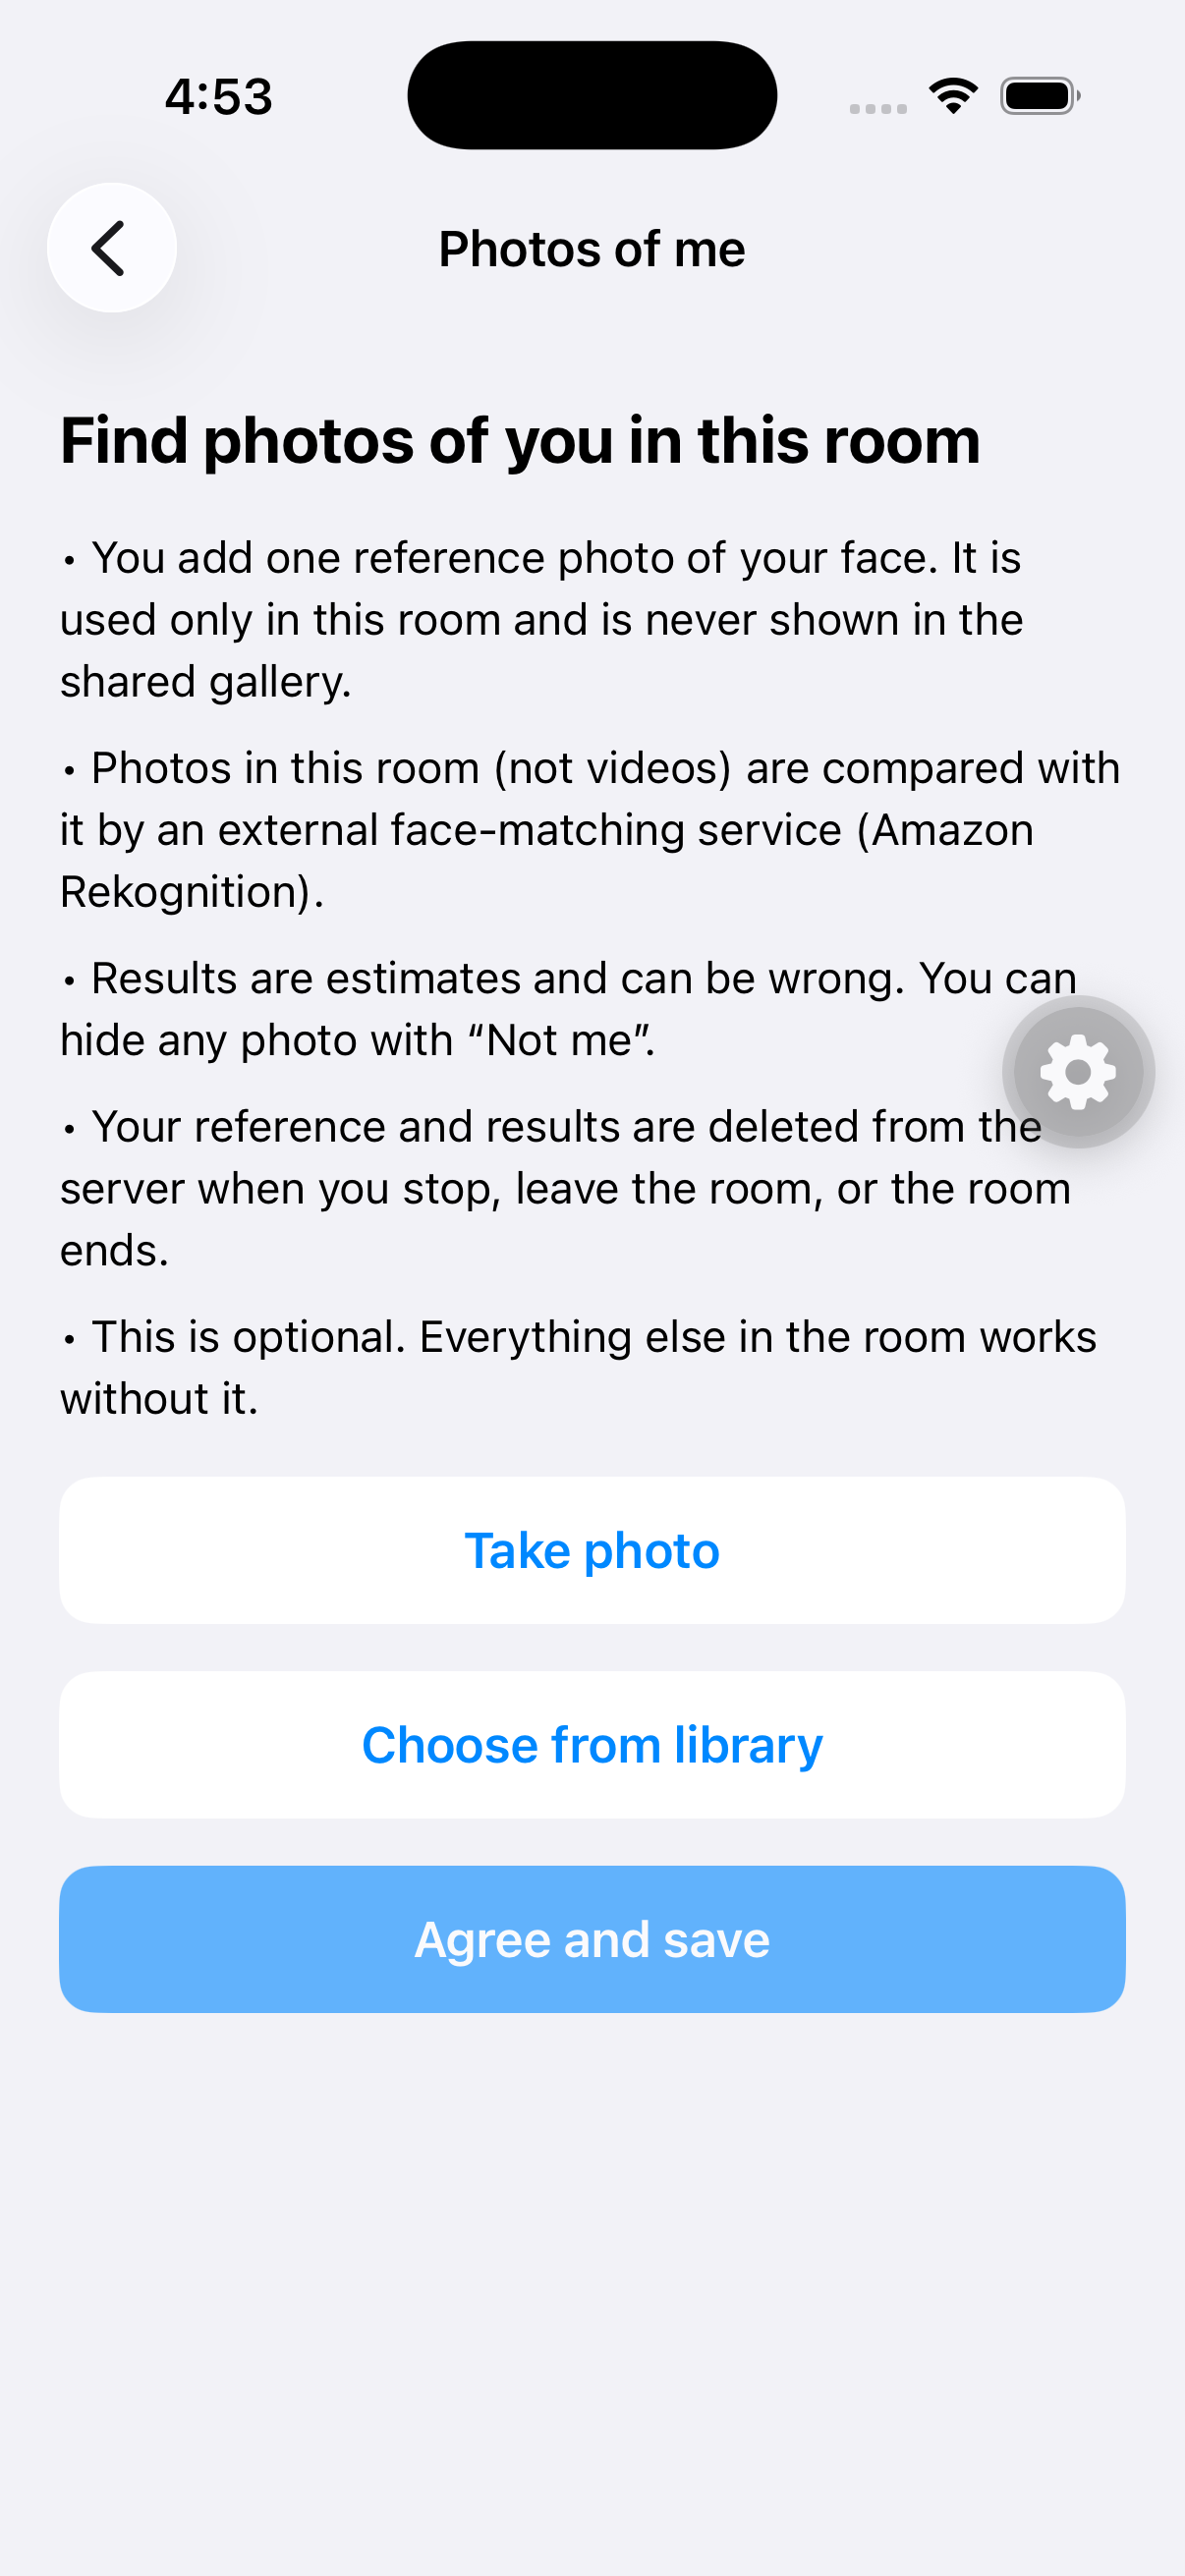 4:53
Photos of me
Find photos of you in this room
• You add one reference photo of your face. It is
used only in this room and is never shown in the
shared gallery.
• Photos in this room (not videos) are compared with
it by an external face-matching service (Amazon
Rekognition).
• Results are estimates and can be wrong. You can
hide any photo with “Not me”.
• Your reference and results are deleted from the
server when you stop, leave the room, or the room
ends.
• This is optional. Everything else in the room works
without it.
Take photo
Choose from library
Agree and save